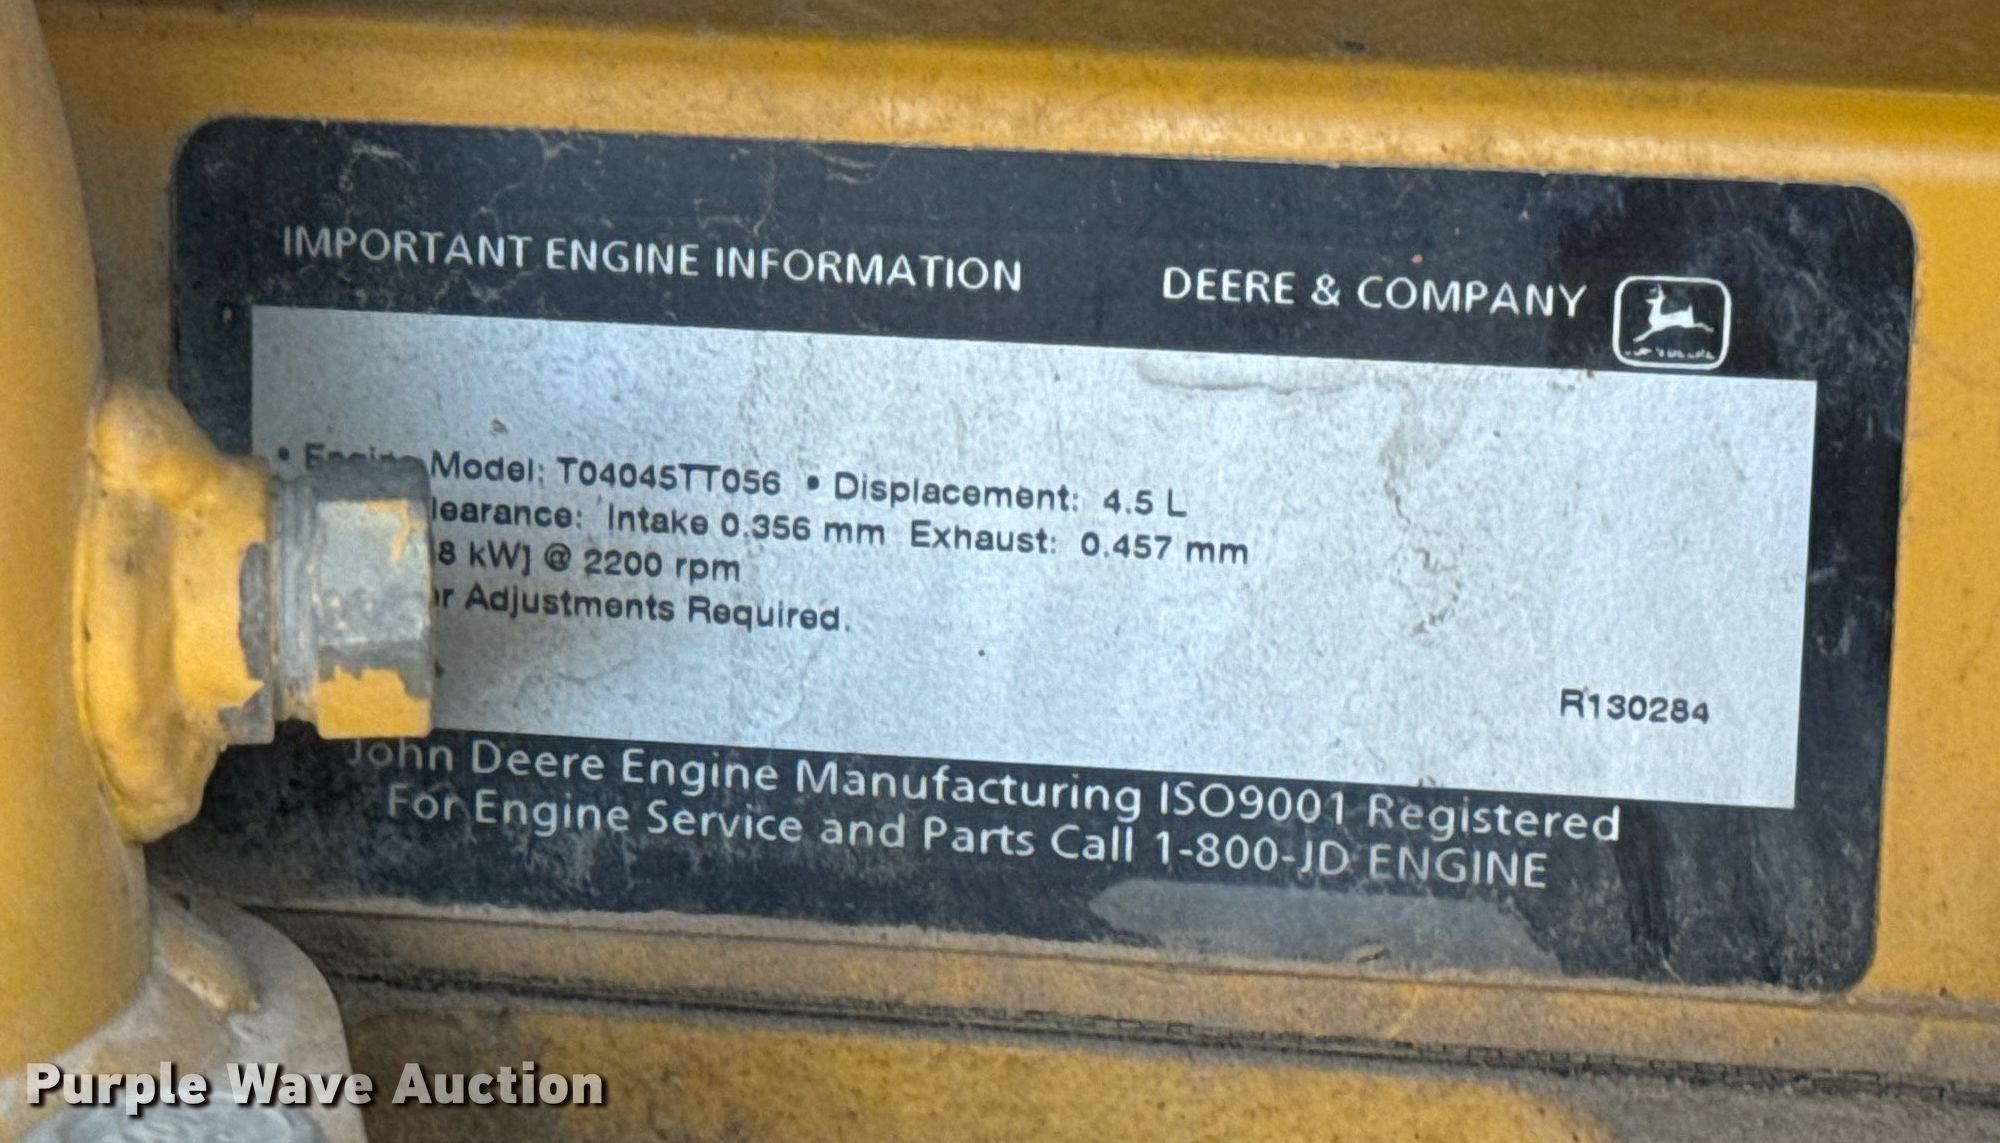 IMPORTANT ENGINE INFORMATION DEERE & COMPANY
• Engine Model: T04045TT056 • Displacement: 4.5 L
learance: Intake 0.356 mm Exhaust: 0.457 mm
8 kW] @ 2200 rpm
r Adjustments Required.
R130284
John Deere Engine Manufacturing ISO9001 Registered
For Engine Service and Parts Call 1-800-JD ENGINE
Purple Wave Auction